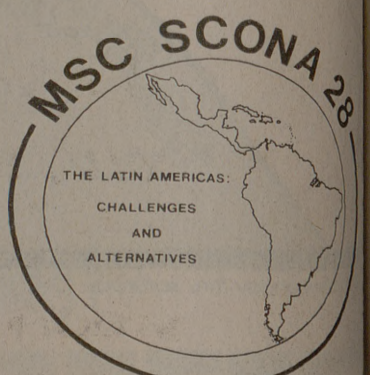 MSC SCONA 28
THE LATIN AMERICAS:
CHALLENGES
AND
ALTERNATIVES